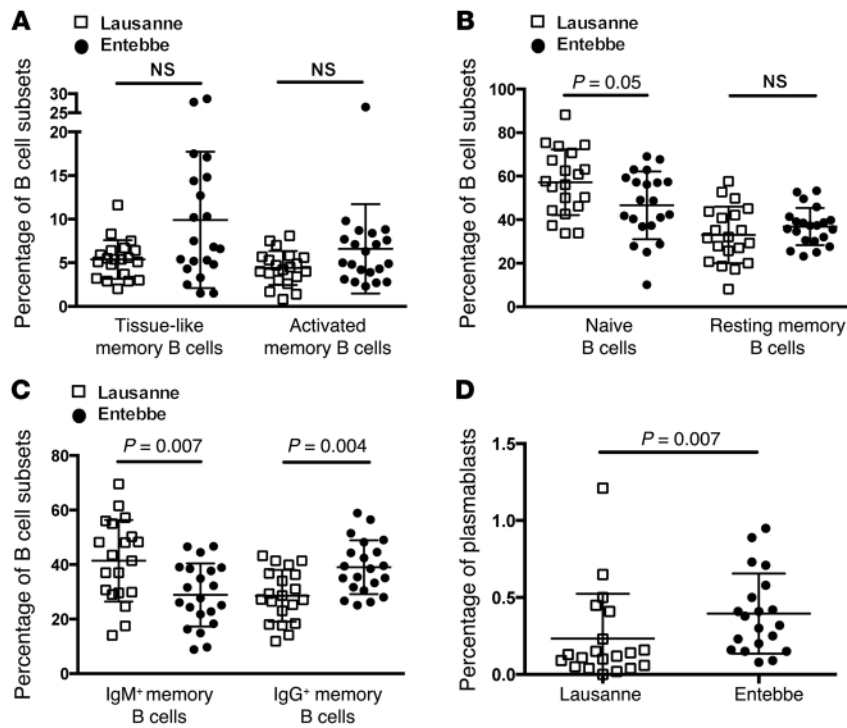 A
Lausanne
Entebbe
NS
NS
Percentage of B cell subsets
30
25
20
15
10
5
0
Tissue-like
memory B cells
Activated
memory B cells
B
Lausanne
Entebbe
P = 0.05
NS
Percentage of B cell subsets
100
80
60
40
20
0
Naive
B cells
Resting memory
B cells
C
Lausanne
Entebbe
P = 0.007
P = 0.004
Percentage of B cell subsets
80
60
40
20
0
IgM⁺ memory
B cells
IgG⁺ memory
B cells
D
P = 0.007
Percentage of plasmablasts
1.5
1.0
0.5
0.0
Lausanne
Entebbe